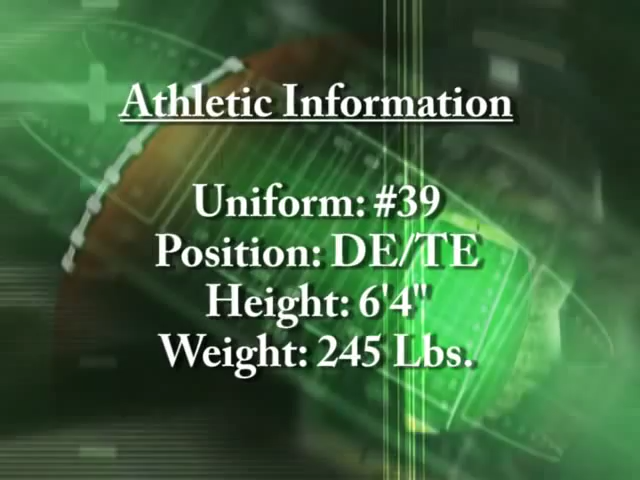 Athletic Information
Uniform: #39
Position: DE/TE
Height: 6'4"
Weight: 245 Lbs.